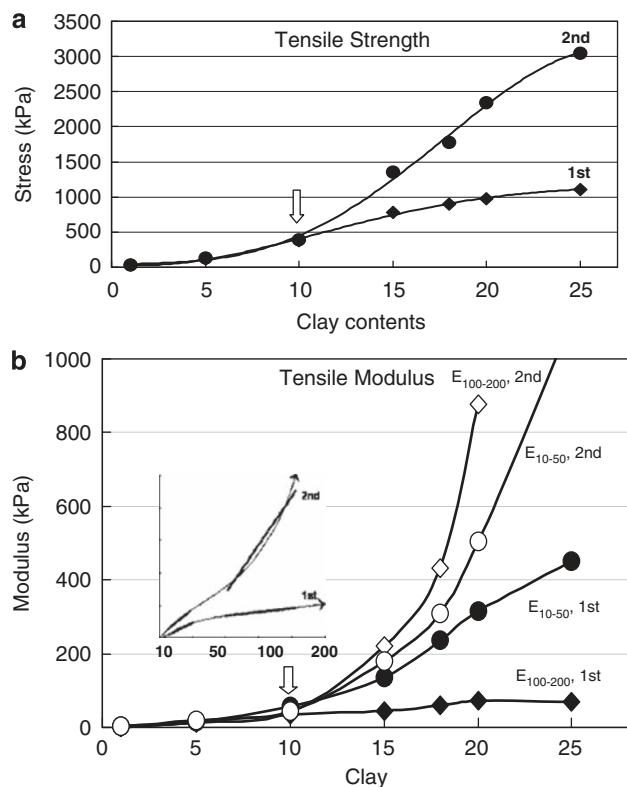 a
Tensile Strength
2nd
1st
3500
3000
2500
2000
1500
1000
500
0
Stress (kPa)
0 5 10 15 20 25
Clay contents
b
Tensile Modulus
E100-200, 2nd
E10-50, 2nd
E10-50, 1st
E100-200, 1st
1000
800
600
400
200
0
Modulus (kPa)
2nd
1st
10 50 100 200
0 5 10 15 20 25
Clay